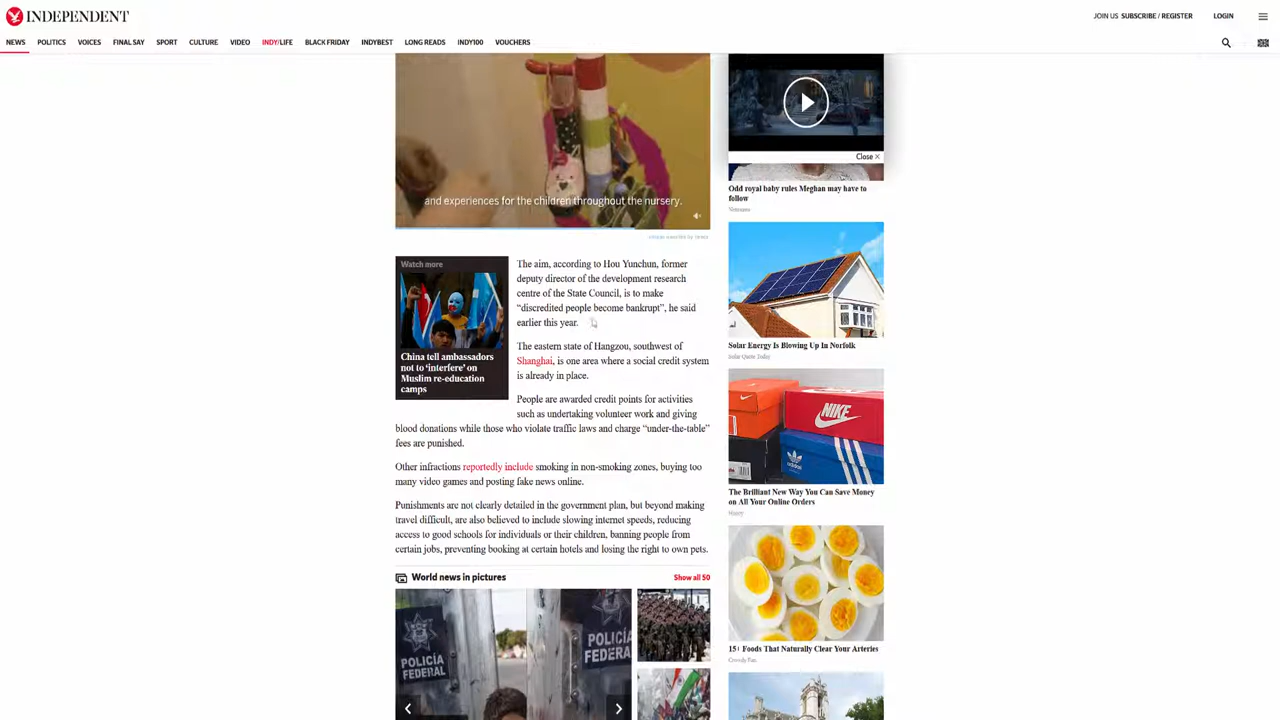 INDEPENDENT
JOIN US SUBSCRIBE / REGISTER
LOGIN
NEWS POLITICS VOICES FINAL SAY SPORT CULTURE VIDEO INDY/LIFE BLACK FRIDAY INDYBEST LONG READS INDY100 VOUCHERS
and experiences for the children throughout the nursery.
Watch more
China tell ambassadors
not to ‘interfere’ on
Muslim re-education
camps
The aim, according to Hou Yunchun, former
deputy director of the development research
centre of the State Council, is to make
“discredited people become bankrupt”, he said
earlier this year.
The eastern state of Hangzou, southwest of
Shanghai, is one area where a social credit system
is already in place.
People are awarded credit points for activities
such as undertaking volunteer work and giving
blood donations while those who violate traffic laws and charge “under-the-table”
fees are punished.
Other infractions reportedly include smoking in non-smoking zones, buying too
many video games and posting fake news online.
Punishments are not clearly detailed in the government plan, but beyond making
travel difficult, are also believed to include slowing internet speeds, reducing
access to good schools for individuals or their children, banning people from
certain jobs, preventing booking at certain hotels and losing the right to own pets.
World news in pictures
Show all 50
POLICÍA
FEDERAL
POLICÍA
FEDERAL
Close ×
Odd royal baby rules Meghan may have to
follow
Solar Energy Is Blowing Up In Norfolk
Solar Quote Today
NIKE
adidas
The Brilliant New Way You Can Save Money
on All Your Online Orders
15+ Foods That Naturally Clear Your Arteries